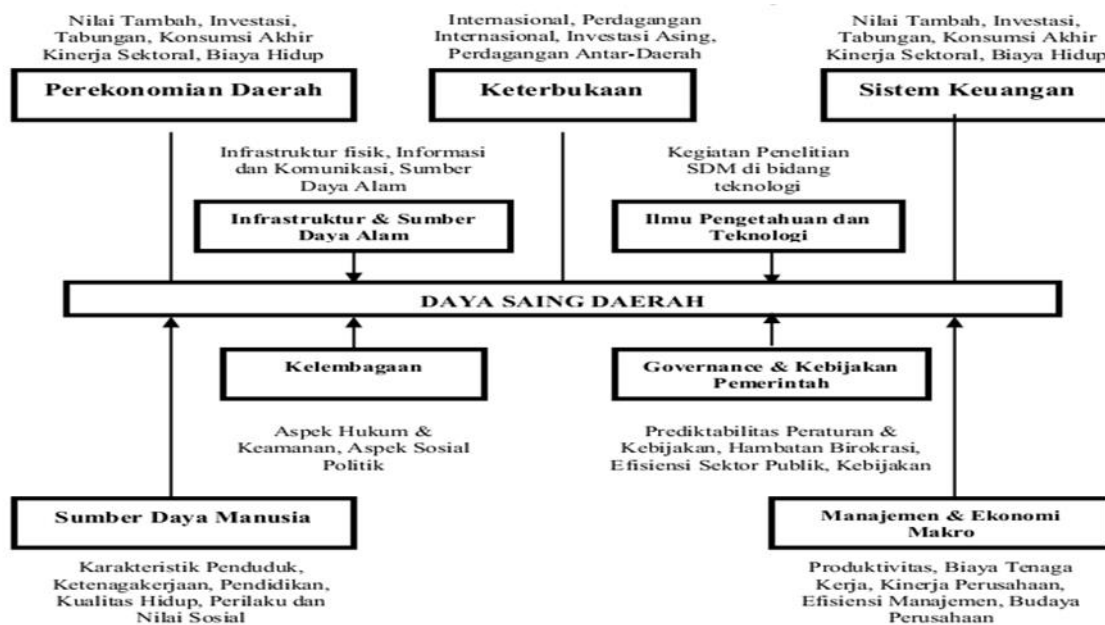 Nilai Tambah, Investasi,
Tabungan, Konsumsi Akhir
Kinerja Sektoral, Biaya Hidup
Perekonomian Daerah
Internasional, Perdagangan
Internasional, Investasi Asing,
Perdagangan Antar-Daerah
Keterbukaan
Nilai Tambah, Investasi,
Tabungan, Konsumsi Akhir
Kinerja Sektoral, Biaya Hidup
Sistem Keuangan
Infrastruktur fisik, Informasi
dan Komunikasi, Sumber
Daya Alam
Infrastruktur & Sumber
Daya Alam
Kegiatan Penelitian
SDM di bidang
teknologi
Ilmu Pengetahuan dan
Teknologi
DAYA SAING DAERAH
Kelembagaan
Aspek Hukum &
Keamanan, Aspek Sosial
Politik
Governance & Kebijakan
Pemerintah
Prediktabilitas Peraturan &
Kebijakan, Hambatan Birokrasi,
Efisiensi Sektor Publik, Kebijakan
Sumber Daya Manusia
Karakteristik Penduduk,
Ketenagakerjaan, Pendidikan,
Kualitas Hidup, Perilaku dan
Nilai Sosial
Manajemen & Ekonomi
Makro
Produktivitas, Biaya Tenaga
Kerja, Kinerja Perusahaan,
Efisiensi Manajemen, Budaya
Perusahaan